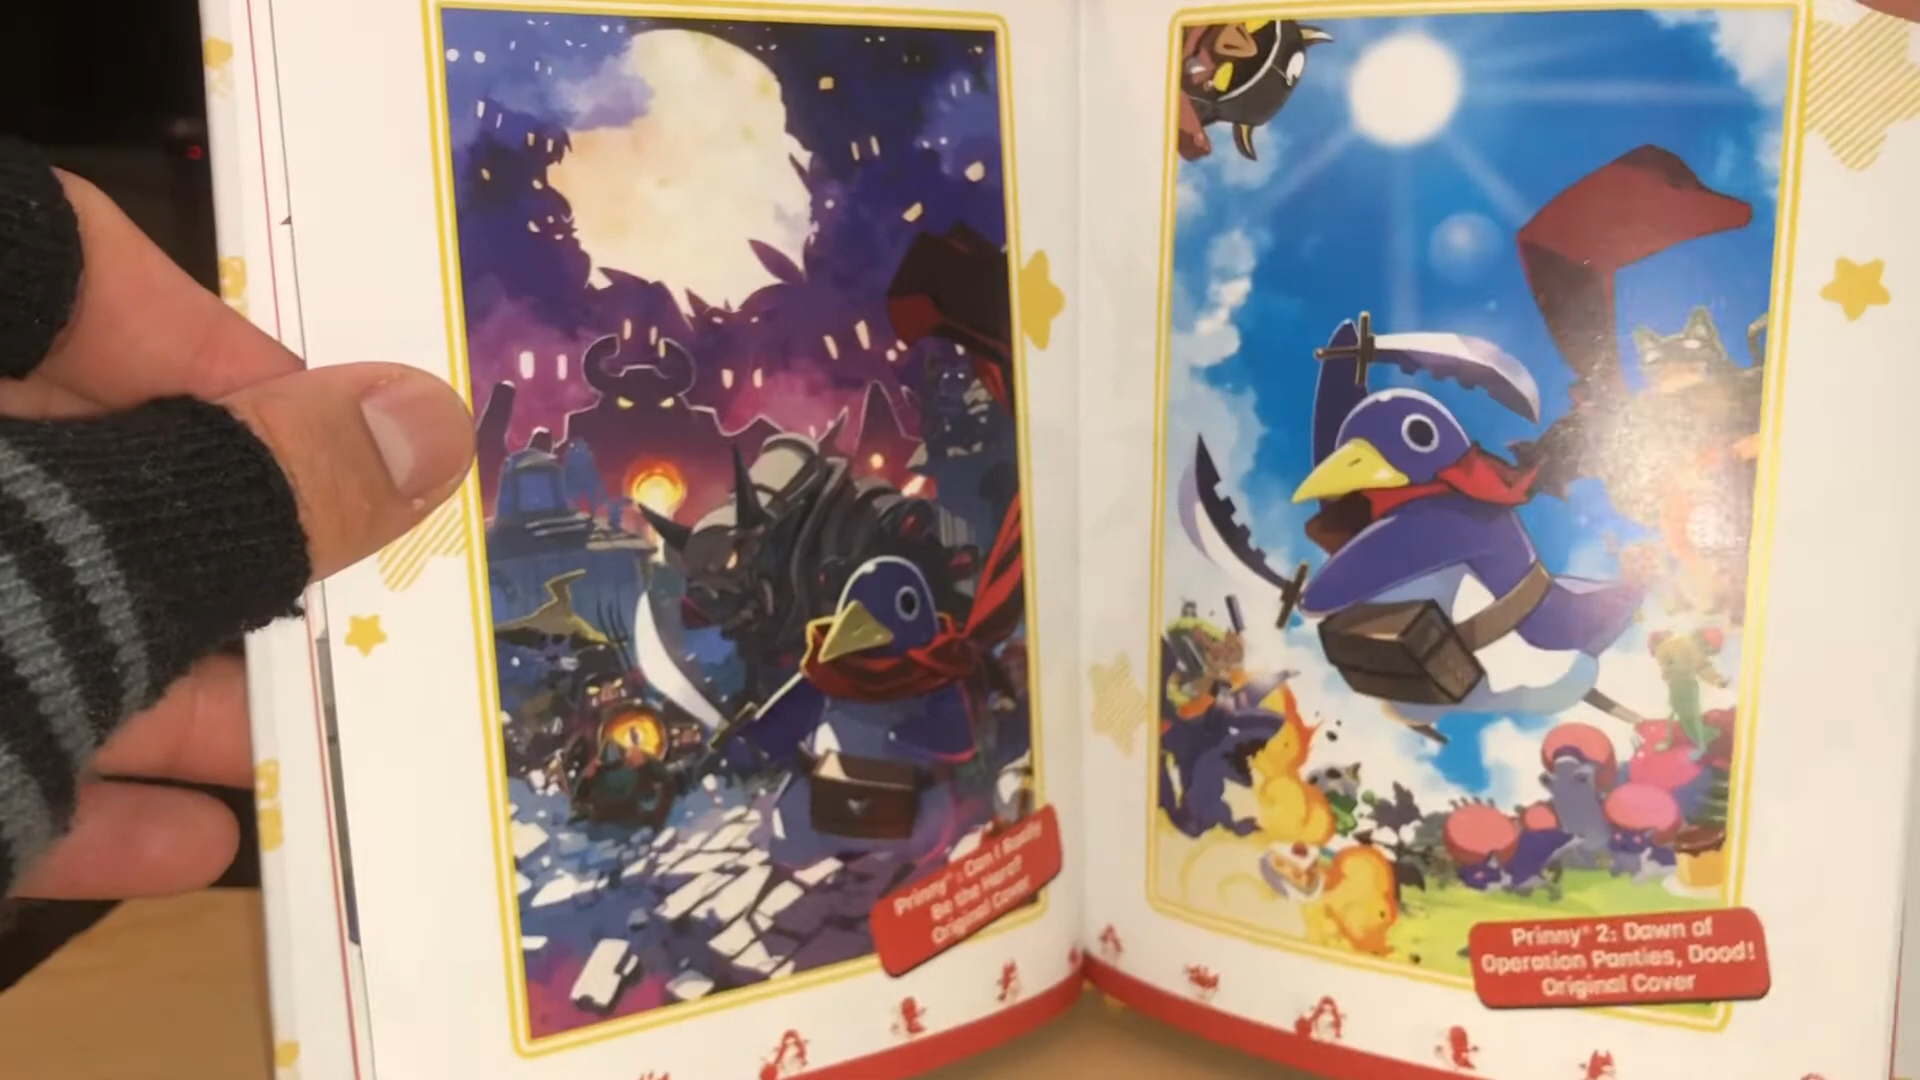 Prinny®: Can I Really
Be the Hero?
Original Cover
Prinny® 2: Dawn of
Operation Panties, Dood!
Original Cover